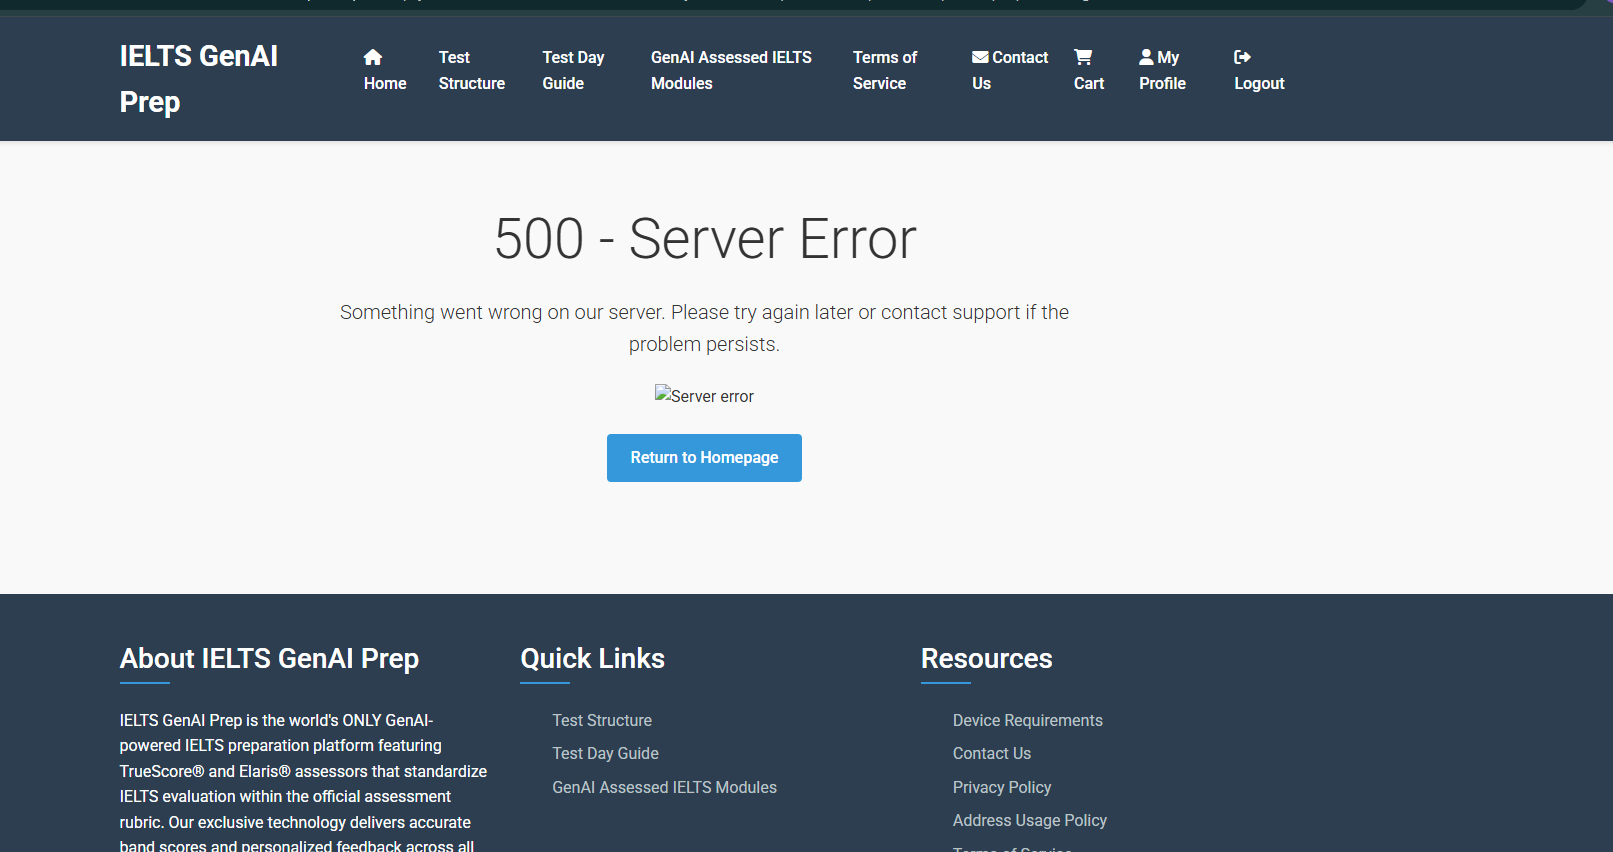 IELTS GenAI
Prep
Home
Test
Structure
Test Day
Guide
GenAI Assessed IELTS
Modules
Terms of
Service
Contact
Us
Cart
My
Profile
Logout
500 - Server Error
Something went wrong on our server. Please try again later or contact support if the
problem persists.
Server error
Return to Homepage
About IELTS GenAI Prep
IELTS GenAI Prep is the world's ONLY GenAI-
powered IELTS preparation platform featuring
TrueScore® and Elaris® assessors that standardize
IELTS evaluation within the official assessment
rubric. Our exclusive technology delivers accurate
band scores and personalized feedback across all
Quick Links
Test Structure
Test Day Guide
GenAI Assessed IELTS Modules
Resources
Device Requirements
Contact Us
Privacy Policy
Address Usage Policy
Terms of Service